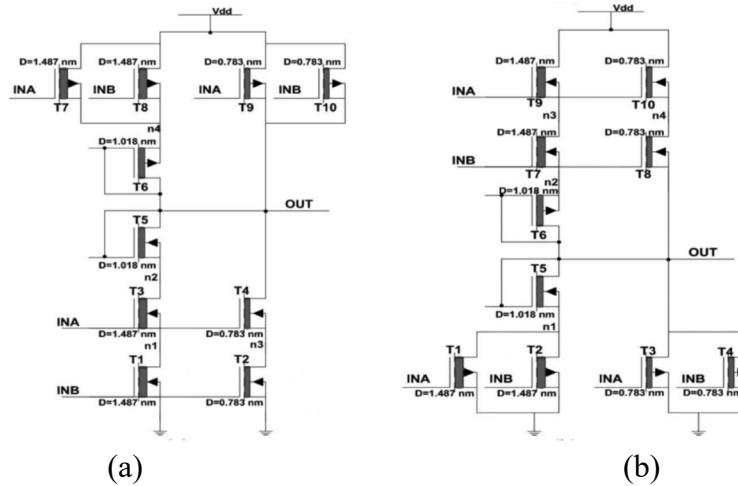 Vdd
D=1.487 nm D=1.487 nm D=0.783 nm D=0.783 nm
INA INB INA INB
T7 T8 T9 T10
n4
D=1.018 nm
T6
OUT
T5
D=1.018 nm
n2
T3 T4
INA
D=1.487 nm D=0.783 nm
n1 n3
T1 T2
INB
D=1.487 nm D=0.783 nm
(a)
Vdd
D=1.487 nm D=0.783 nm
INA
T9 T10
n3 n4
D=1.487 nm D=0.783 nm
INB
T7 T8
n2
D=1.018 nm
T6
OUT
T5
D=1.018 nm
n1
T1 T2 T3 T4
INA INB INA INB
D=1.487 nm D=1.487 nm D=0.783 nm D=0.783 nm
(b)